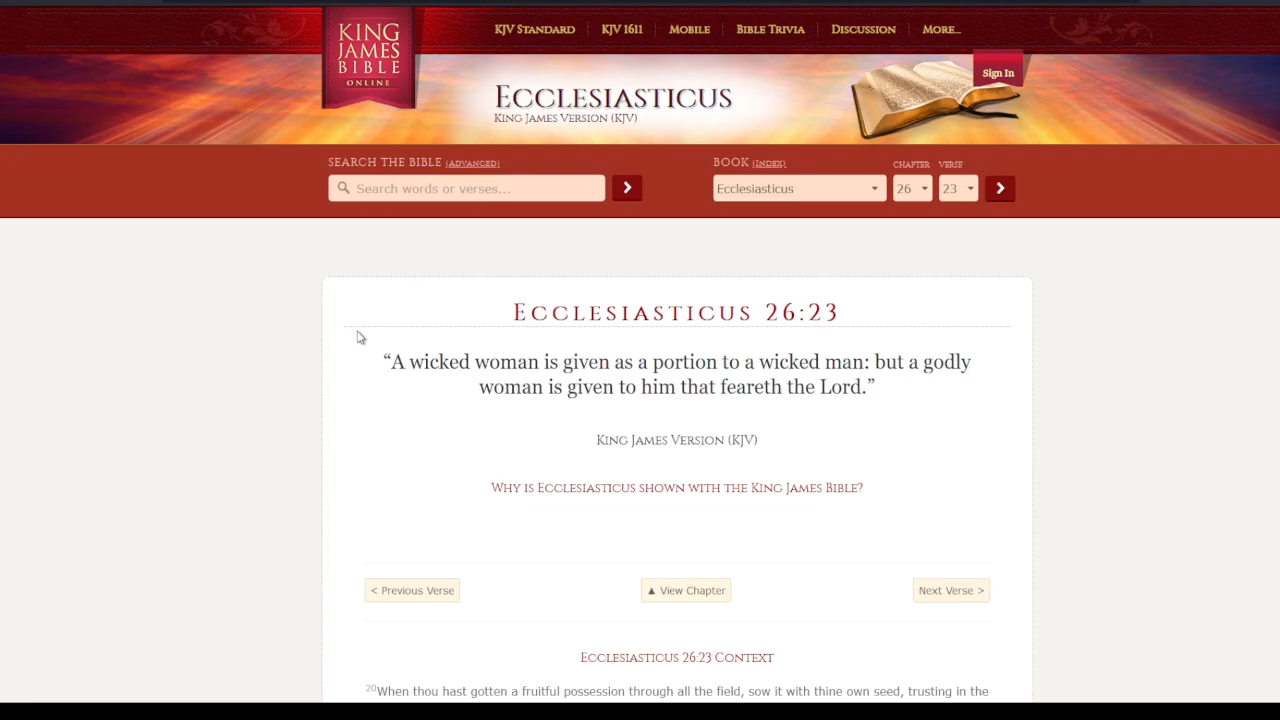 KING
JAMES
BIBLE
ONLINE
KJV Standard
KJV 1611
Mobile
Bible Trivia
Discussion
More...
Sign In
Ecclesiasticus
King James Version (KJV)
SEARCH THE BIBLE (ADVANCED)
Search words or verses...
BOOK (INDEX)
CHAPTER
VERSE
Ecclesiasticus
26
23
Ecclesiasticus 26:23
“A wicked woman is given as a portion to a wicked man: but a godly
woman is given to him that feareth the Lord.”
King James Version (KJV)
Why is Ecclesiasticus shown with the King James Bible?
< Previous Verse
▲ View Chapter
Next Verse >
Ecclesiasticus 26:23 Context
20When thou hast gotten a fruitful possession through all the field, sow it with thine own seed, trusting in the